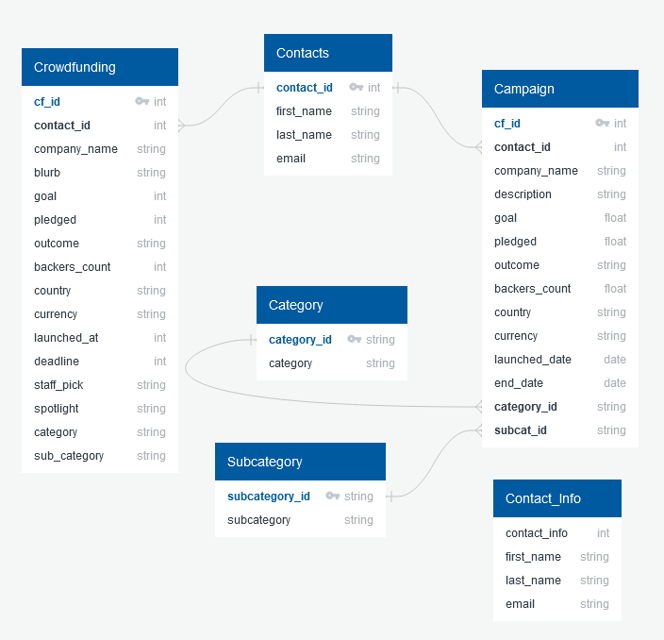 Crowdfunding
cf_id int
contact_id int
company_name string
blurb string
goal int
pledged int
outcome string
backers_count int
country string
currency string
launched_at int
deadline int
staff_pick string
spotlight string
category string
sub_category string
Contacts
contact_id int
first_name string
last_name string
email string
Campaign
cf_id int
contact_id int
company_name string
description string
goal float
pledged float
outcome string
backers_count float
country string
currency string
launched_date date
end_date date
category_id string
subcat_id string
Category
category_id string
category string
Subcategory
subcategory_id string
subcategory string
Contact_Info
contact_info int
first_name string
last_name string
email string